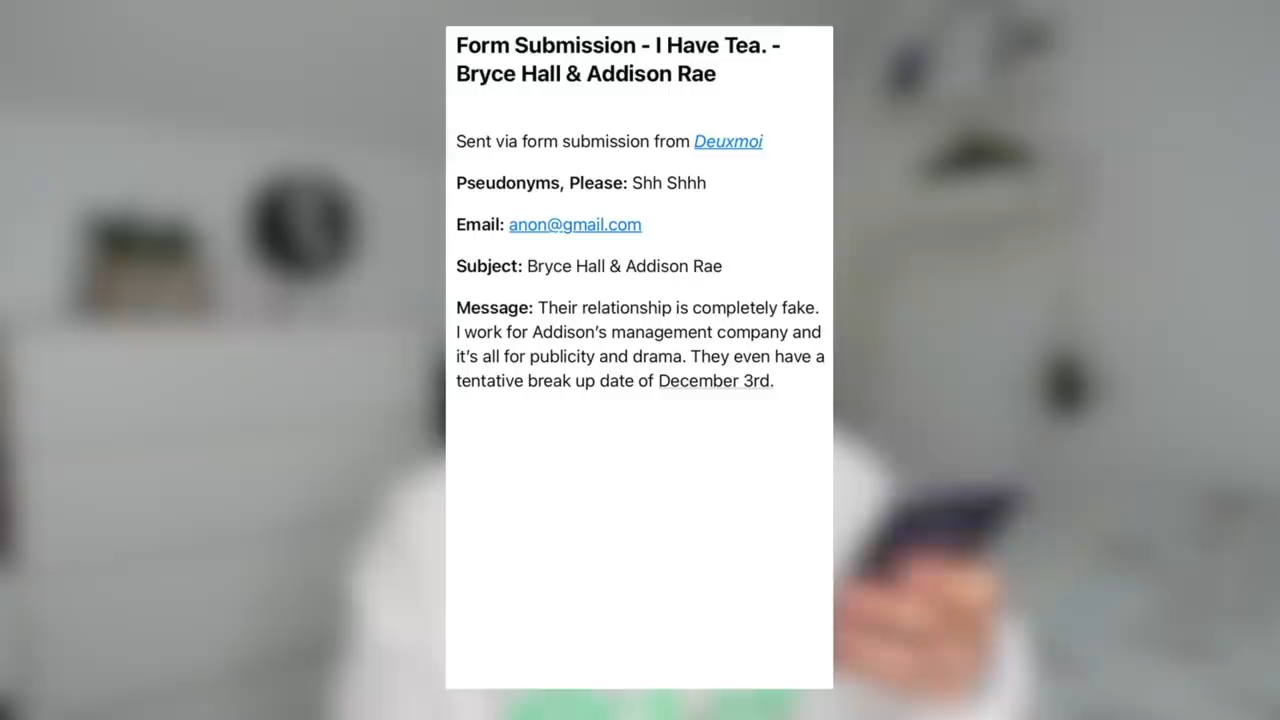 Form Submission - I Have Tea. -
Bryce Hall & Addison Rae
Sent via form submission from Deuxmoi
Pseudonyms, Please: Shh Shhh
Email: anon@gmail.com
Subject: Bryce Hall & Addison Rae
Message: Their relationship is completely fake.
I work for Addison’s management company and
it’s all for publicity and drama. They even have a
tentative break up date of December 3rd.